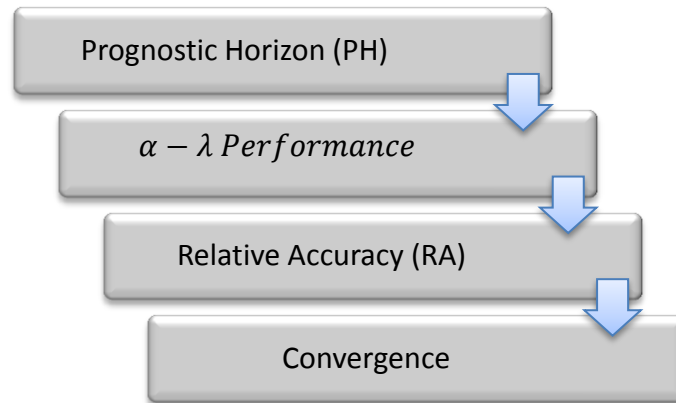 Prognostic Horizon (PH)
α − λ Performance
Relative Accuracy (RA)
Convergence